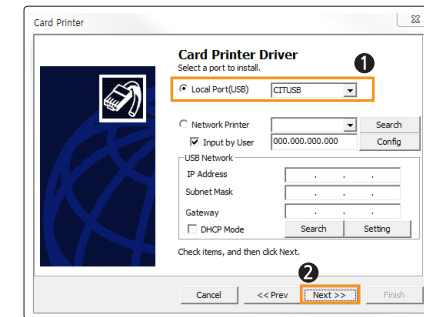 Card Printer
Card Printer Driver
Select a port to install.
1
Local Port(USB) CITUSB
Network Printer Search
Input by User 000.000.000.000 Config
USB Network
IP Address . . .
Subnet Mask . . .
Gateway . . .
DHCP Mode Search Setting
Check items, and then click Next.
2
Cancel << Prev Next >> Finish